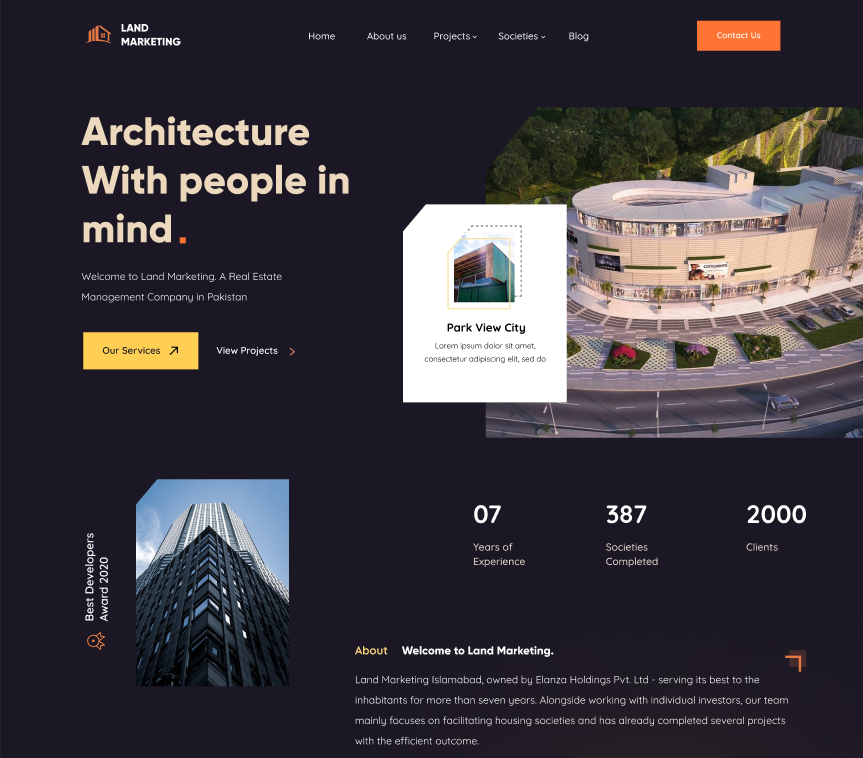 LAND
MARKETING
Home
About us
Projects
Societies
Blog
Contact Us
Architecture
With people in
mind.
Welcome to Land Marketing. A Real Estate
Management Company in Pakistan
Our Services
View Projects
Park View City
Lorem ipsum dolor sit amet,
consectetur adipiscing elit, sed do
Best Developers
Award 2020
07
Years of
Experience
387
Societies
Completed
2000
Clients
About
Welcome to Land Marketing.
Land Marketing Islamabad, owned by Elanza Holdings Pvt. Ltd - serving its best to the
inhabitants for more than seven years. Alongside working with individual investors, our team
mainly focuses on facilitating housing societies and has already completed several projects
with the efficient outcome.